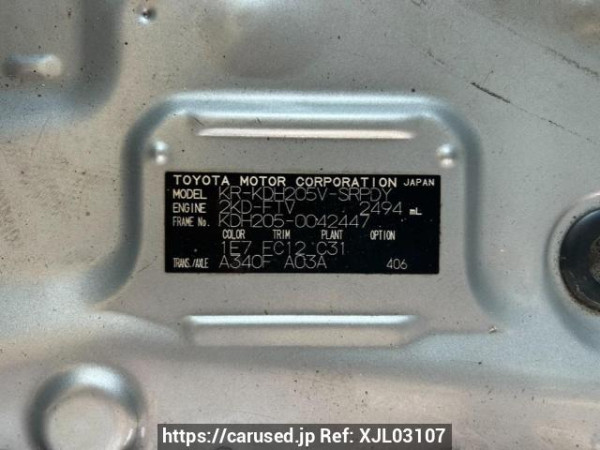 TOYOTA MOTOR CORPORATION JAPAN
MODEL KR-KDH205V-SRPDY
ENGINE 2KD-FTV 2494 mL
FRAME No. KDH205-0042447
COLOR TRIM PLANT OPTION
1E7 FC12 C31
TRANS./AXLE A340F A03A 406
https://carused.jp Ref: XJL03107